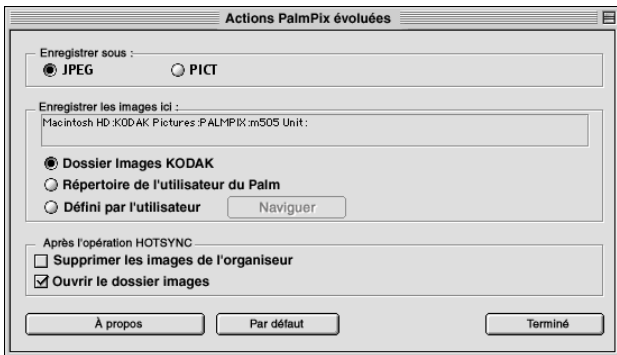 Actions PalmPix évoluées
Enregistrer sous :
JPEG PICT
Enregistrer les images ici :
Macintosh HD:KODAK Pictures:PALMPIX:m505 Unit:
Dossier Images KODAK
Répertoire de l'utilisateur du Palm
Défini par l'utilisateur Naviguer
Après l'opération HOTSYNC
Supprimer les images de l'organiseur
Ouvrir le dossier images
À propos Par défaut Terminé